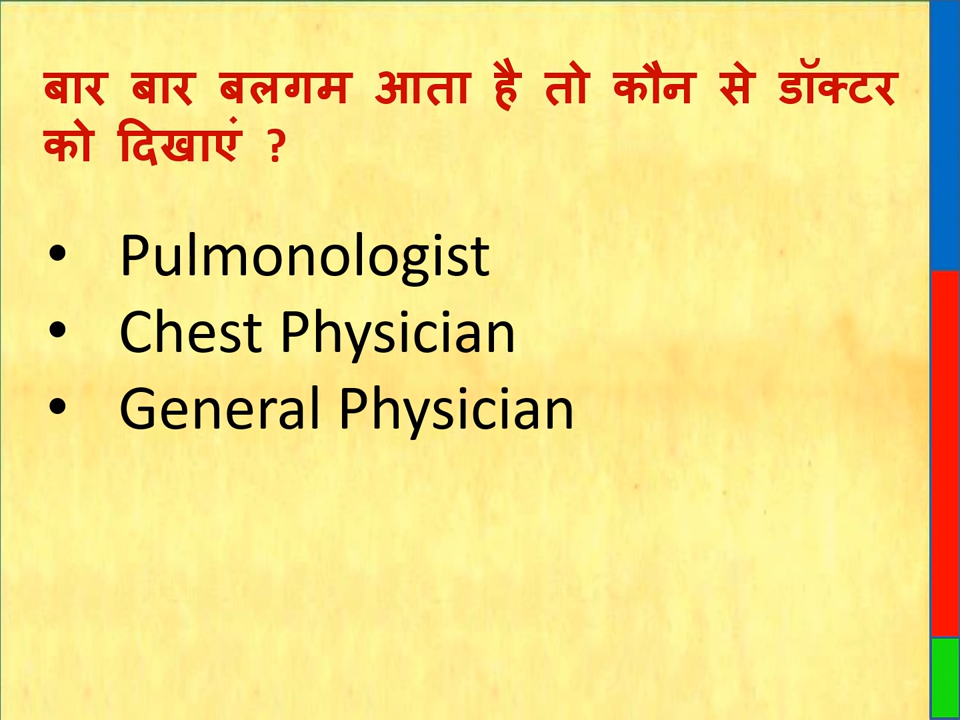 बार बार बलगम आता है तो कौन से डॉक्टर
को दिखाएं ?
• Pulmonologist
• Chest Physician
• General Physician